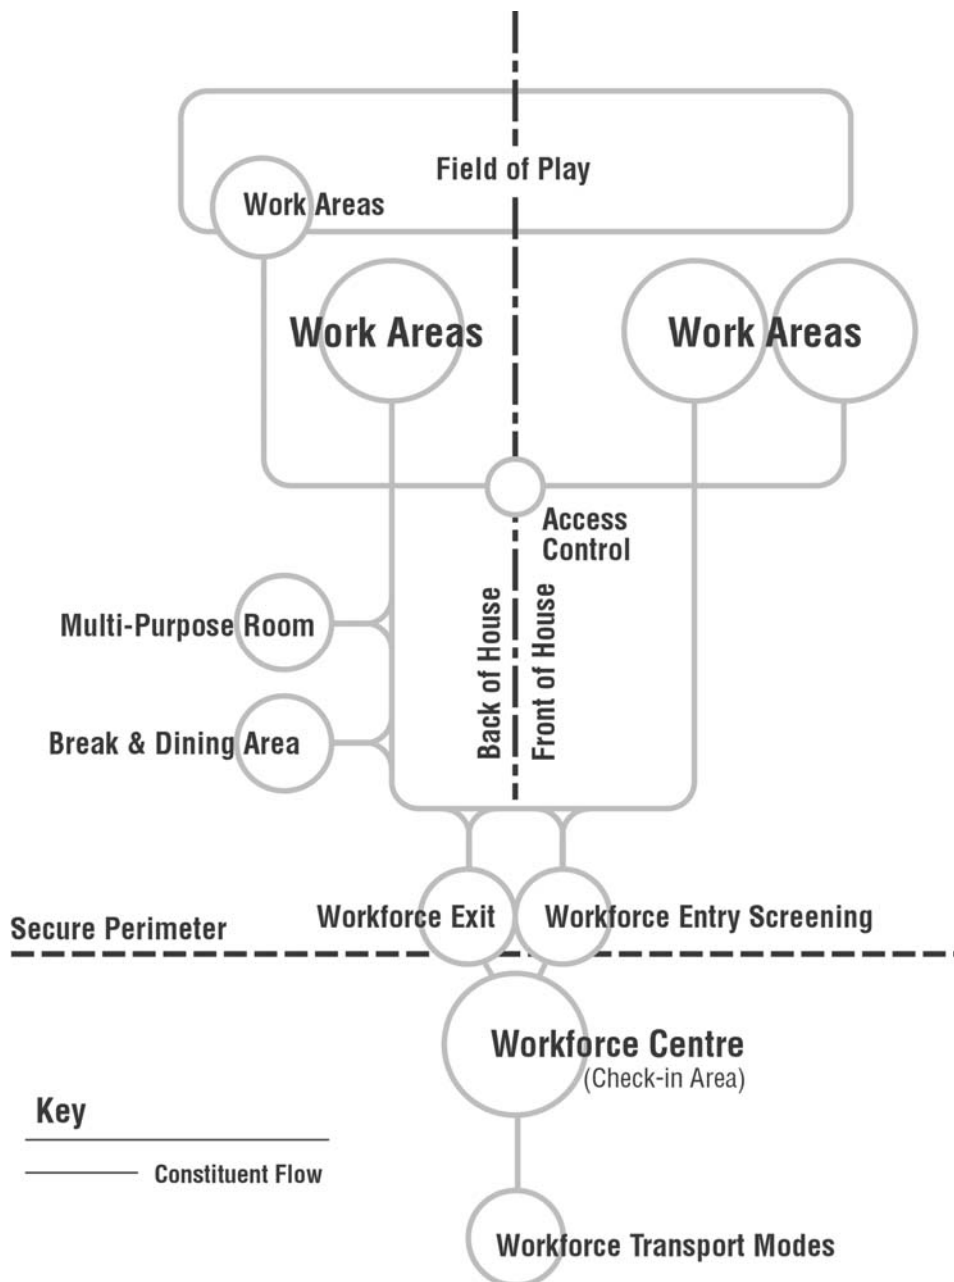 Field of Play
Work Areas
Work Areas
Work Areas
Access
Control
Multi-Purpose Room
Back of House
Front of House
Break & Dining Area
Workforce Exit
Workforce Entry Screening
Secure Perimeter
Workforce Centre
(Check-in Area)
Key
Constituent Flow
Workforce Transport Modes